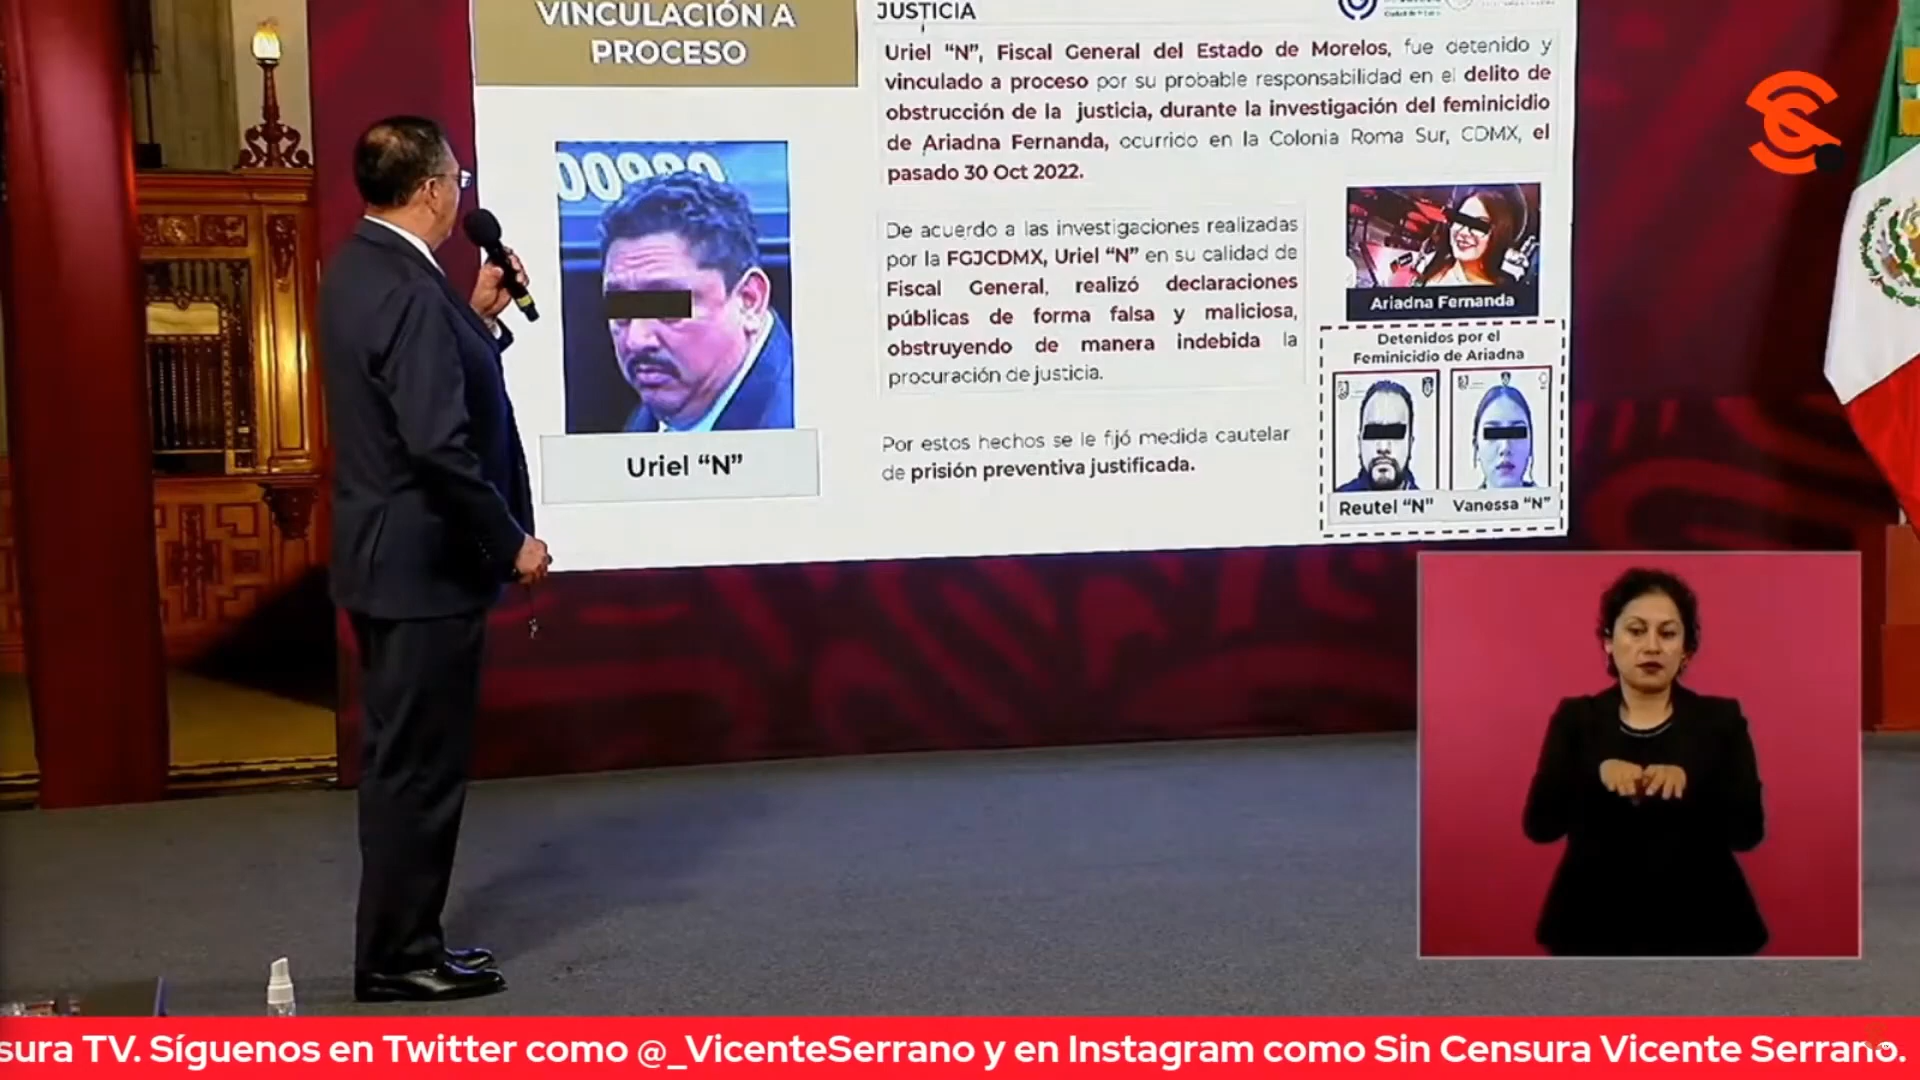 VINCULACIÓN A
PROCESO
JUSTICIA
Uriel “N”, Fiscal General del Estado de Morelos, fue detenido y
vinculado a proceso por su probable responsabilidad en el delito de
obstrucción de la justicia, durante la investigación del feminicidio
de Ariadna Fernanda, ocurrido en la Colonia Roma Sur, CDMX, el
pasado 30 Oct 2022.
De acuerdo a las investigaciones realizadas
por la FGJCDMX, Uriel “N” en su calidad de
Fiscal General, realizó declaraciones
públicas de forma falsa y maliciosa,
obstruyendo de manera indebida la
procuración de justicia.
Por estos hechos se le fijó medida cautelar
de prisión preventiva justificada.
Uriel “N”
Ariadna Fernanda
Detenidos por el
Feminicidio de Ariadna
Reutel “N” Vanessa “N”
sura TV. Síguenos en Twitter como @_VicenteSerrano y en Instagram como Sin Censura Vicente Serrano.